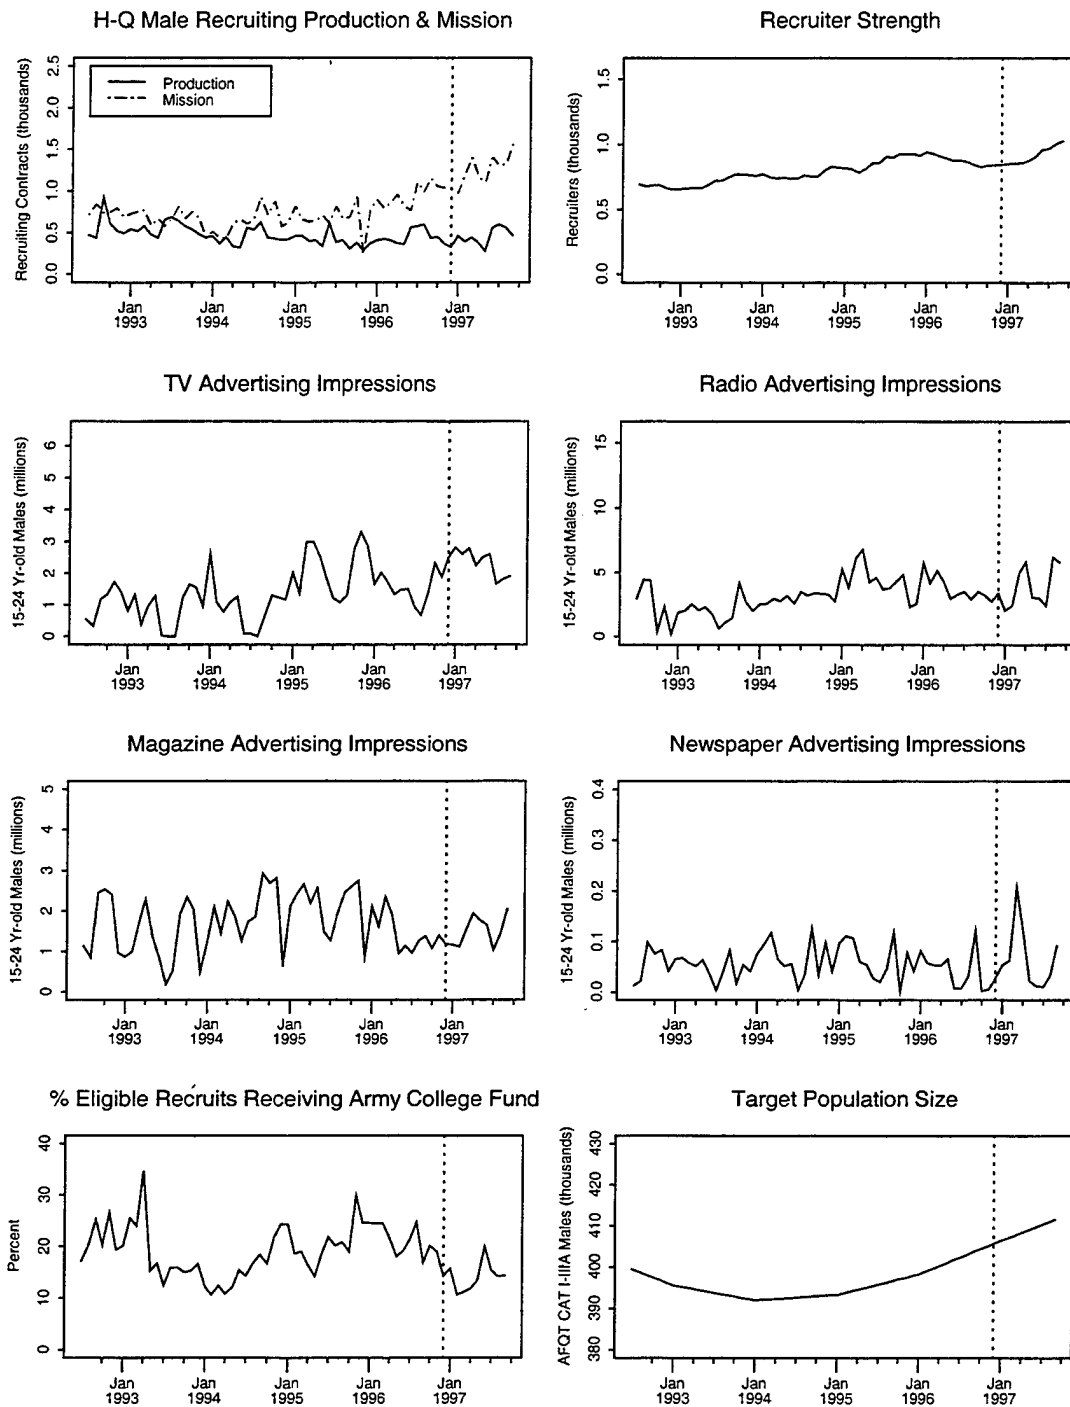 H-Q Male Recruiting Production & Mission
Recruiting Contracts (thousands)
0.0 0.5 1.0 1.5 2.0 2.5
Production
Mission
Jan 1993
Jan 1994
Jan 1995
Jan 1996
Jan 1997
Recruiter Strength
Recruiters (thousands)
0.0 0.5 1.0 1.5
Jan 1993
Jan 1994
Jan 1995
Jan 1996
Jan 1997
TV Advertising Impressions
15-24 Yr-old Males (millions)
0 1 2 3 4 5 6
Jan 1993
Jan 1994
Jan 1995
Jan 1996
Jan 1997
Radio Advertising Impressions
15-24 Yr-old Males (millions)
0 5 10 15
Jan 1993
Jan 1994
Jan 1995
Jan 1996
Jan 1997
Magazine Advertising Impressions
15-24 Yr-old Males (millions)
0 1 2 3 4 5
Jan 1993
Jan 1994
Jan 1995
Jan 1996
Jan 1997
Newspaper Advertising Impressions
15-24 Yr-old Males (millions)
0.0 0.1 0.2 0.3 0.4
Jan 1993
Jan 1994
Jan 1995
Jan 1996
Jan 1997
% Eligible Recruits Receiving Army College Fund
Percent
0 10 20 30 40
Jan 1993
Jan 1994
Jan 1995
Jan 1996
Jan 1997
Target Population Size
AFQT CAT I-IIIA Males (thousands)
380 390 400 410 420 430
Jan 1993
Jan 1994
Jan 1995
Jan 1996
Jan 1997